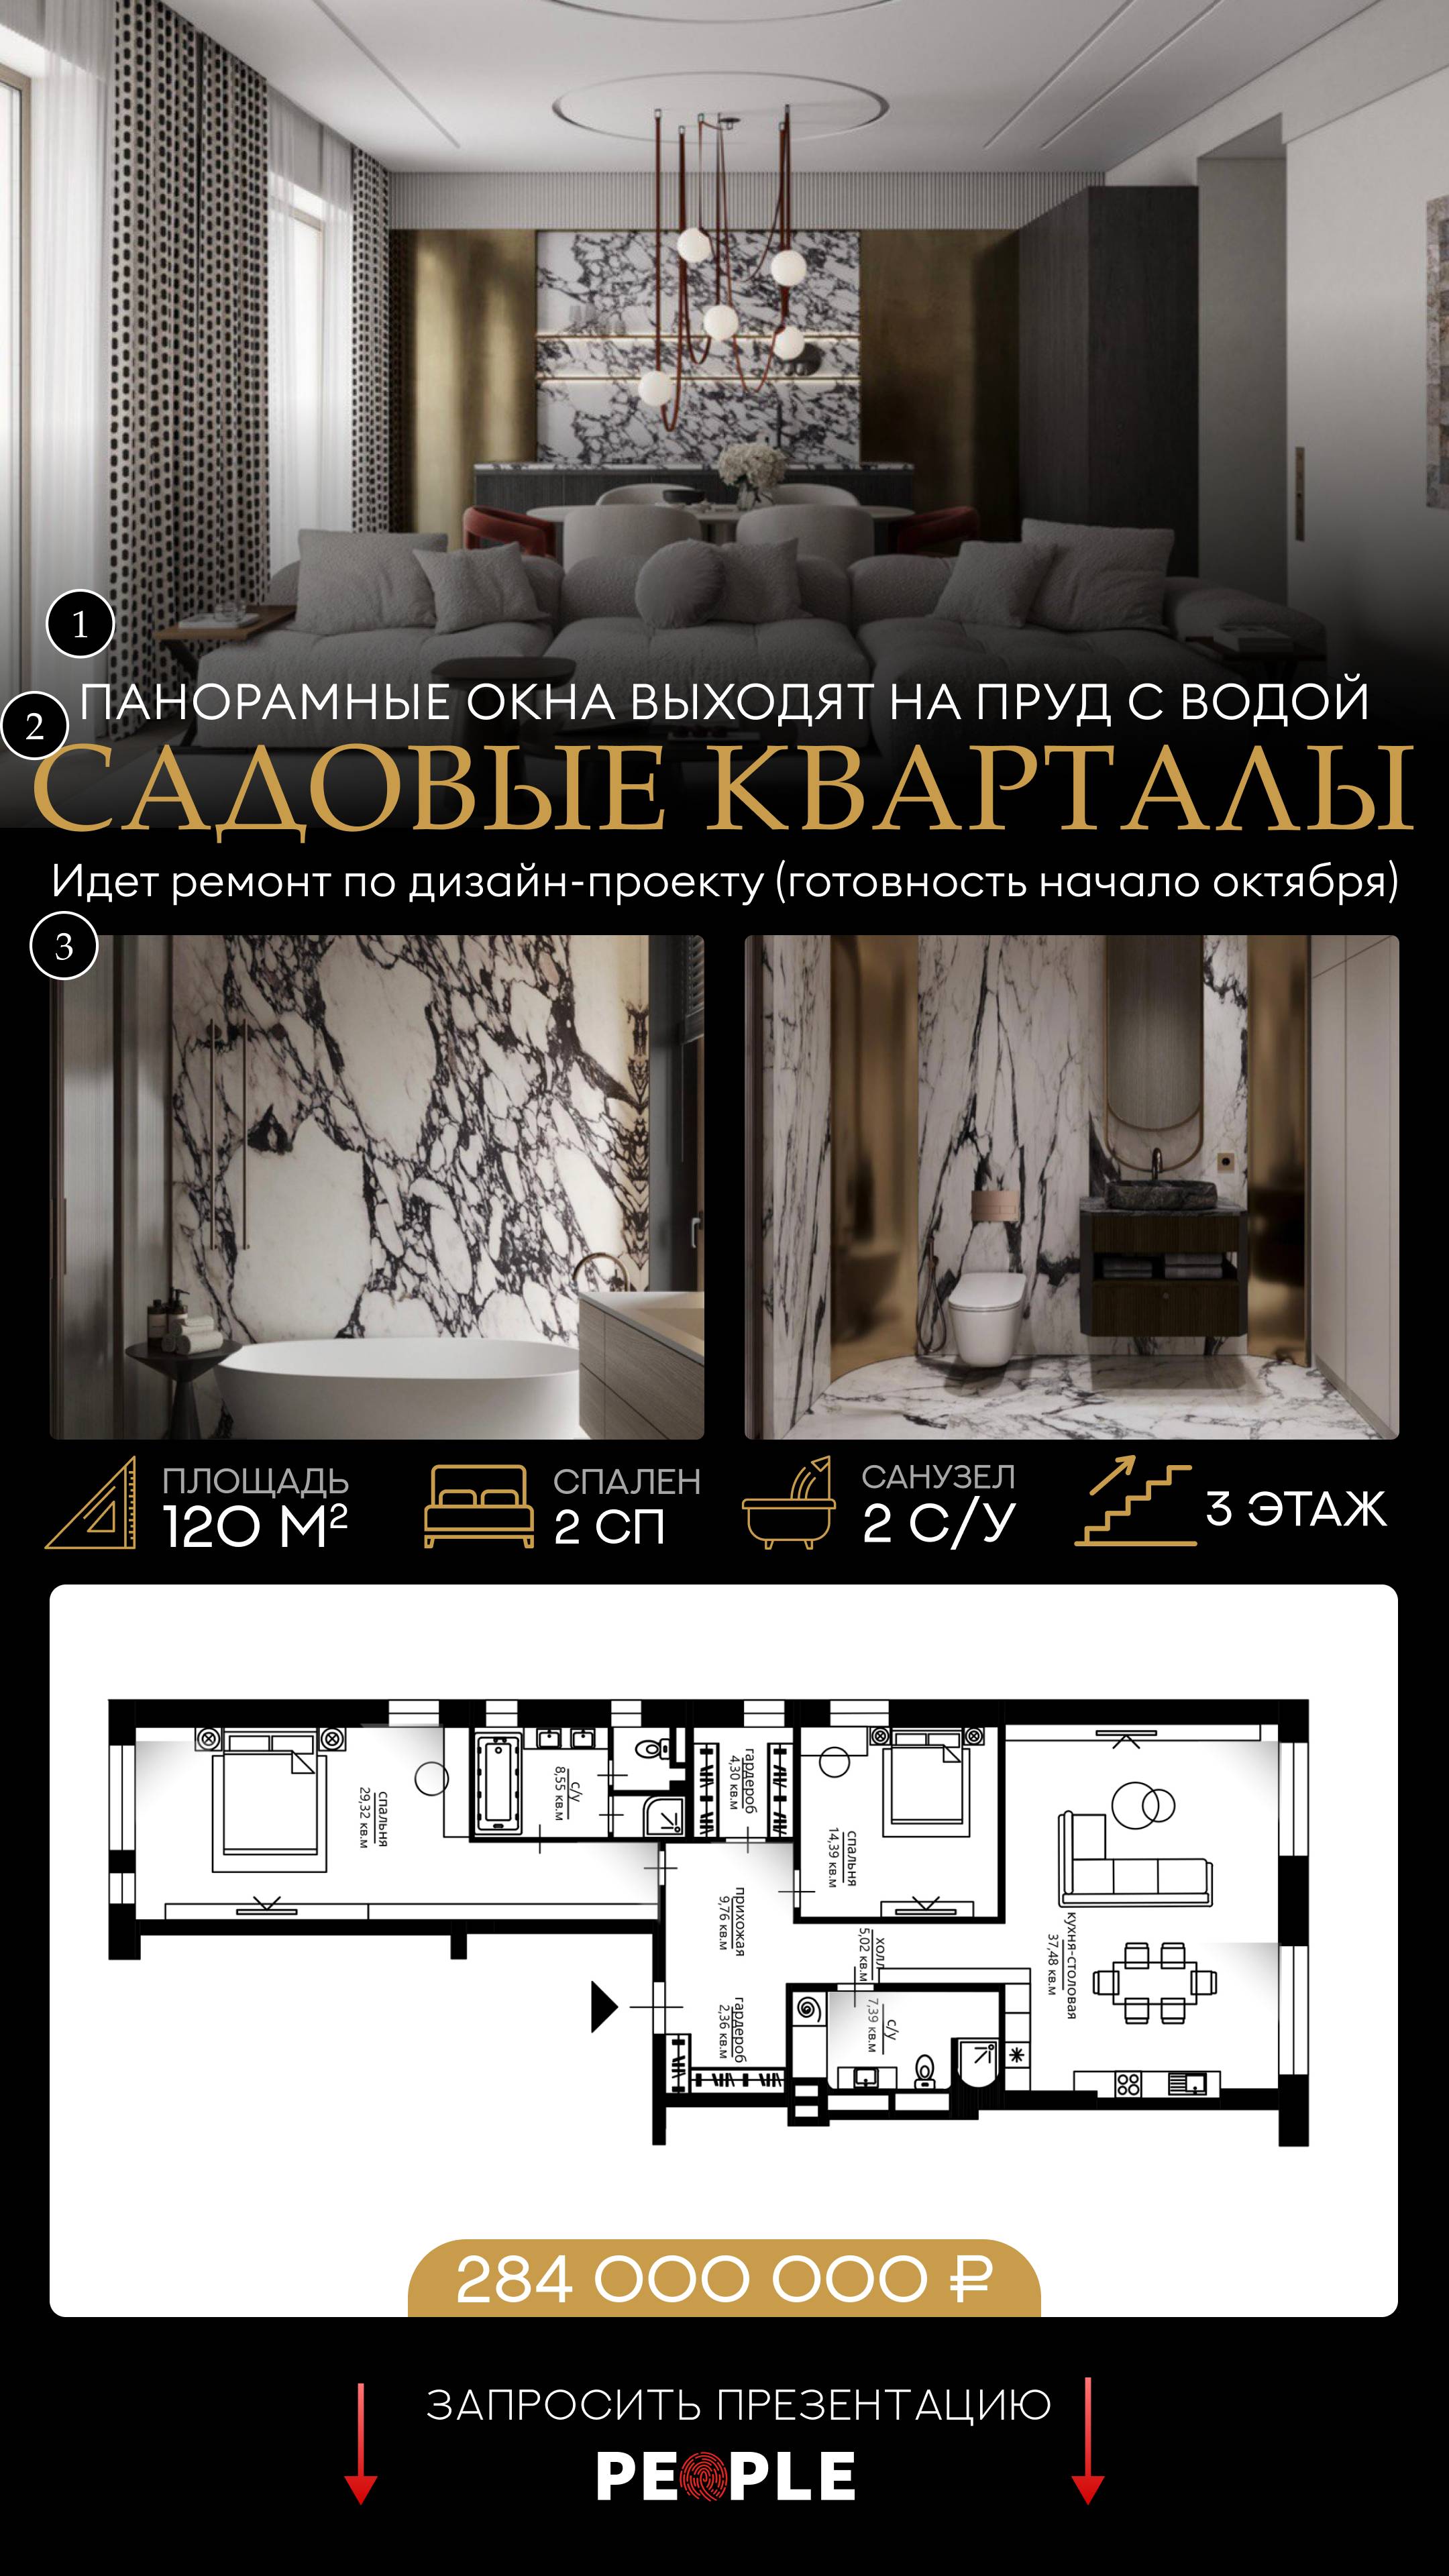 1
ПАНОРАМНЫЕ ОКНА ВЫХОДЯТ НА ПРУД С ВОДОЙ
2
САДОВЫЕ КВАРТАЛЫ
Идет ремонт по дизайн-проекту (готовность начало октября)
3
ПЛОЩАДЬ
120 М²
СПАЛЕН
2 СП
САНУЗЕЛ
2 С/У
3 ЭТАЖ
спальня
29,32 кв.м
с/у
8,55 кв.м
гардероб
4,30 кв.м
спальня
14,39 кв.м
прихожая
9,76 кв.м
холл
5,02 кв.м
кухня-столовая
37,48 кв.м
гардероб
2,36 кв.м
с/у
7,39 кв.м
284 000 000 ₽
ЗАПРОСИТЬ ПРЕЗЕНТАЦИЮ
PEOPLE